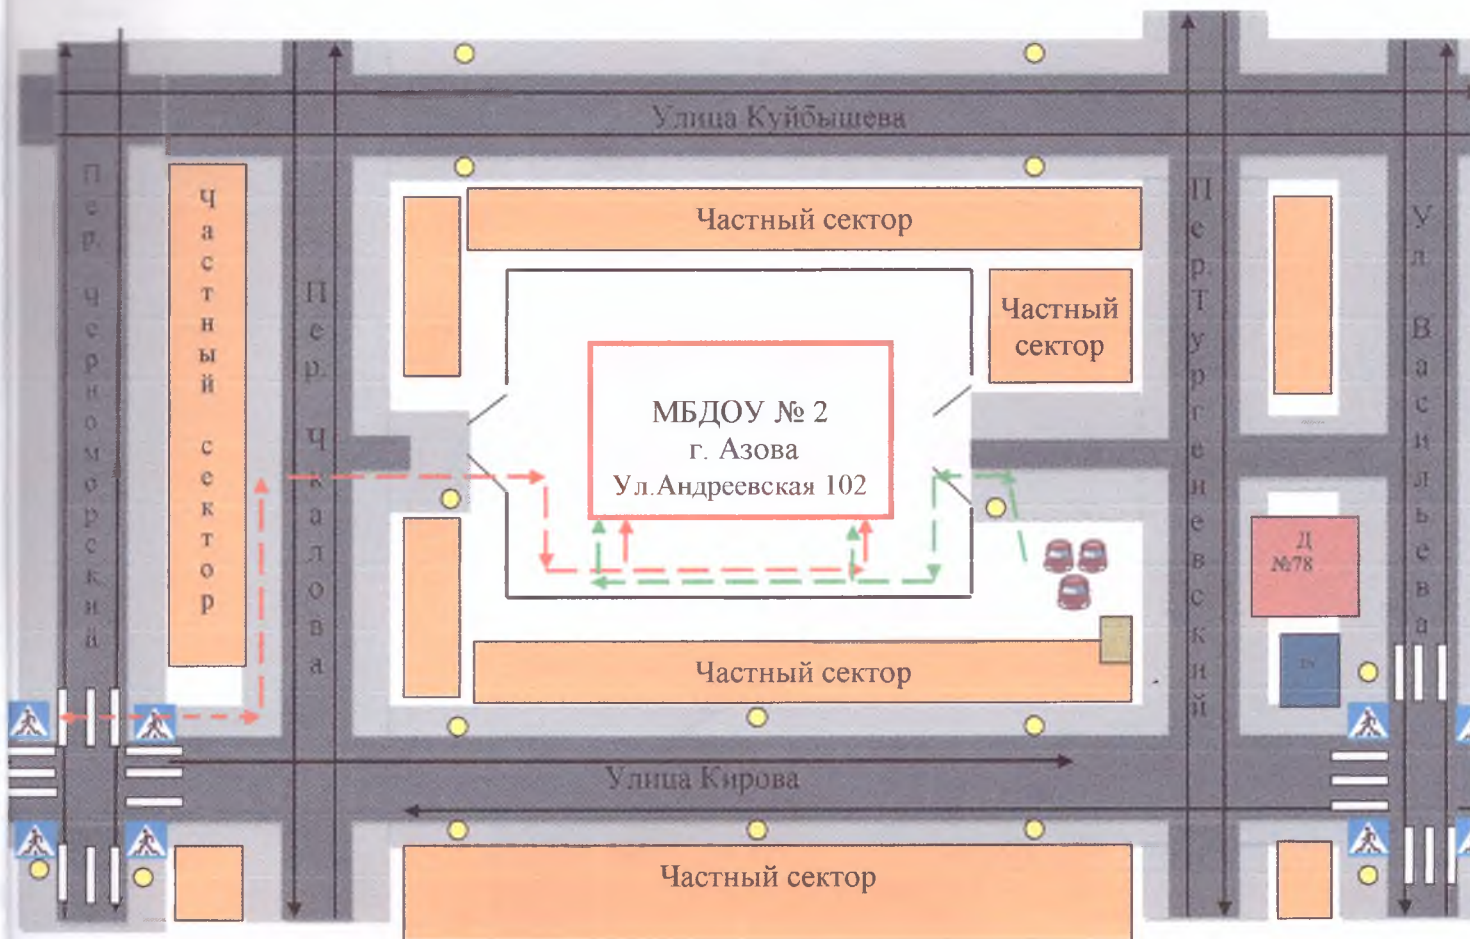 Улица Куйбышева
Пер. Черноморский
Частный сектор
Пер. Чкалова
Частный сектор
Частный
сектор
МБДОУ № 2
г. Азова
Ул.Андреевская 102
Пер.Тургеневский
Ул Васильева
Д
№78
Частный сектор
Улица Кирова
Частный сектор